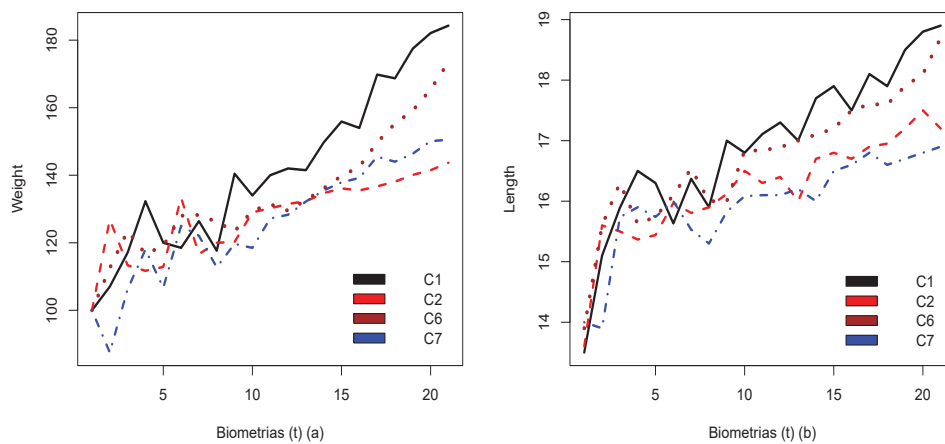 Weight
180
160
140
120
100
5
10
15
20
C1
C2
C6
C7
Biometrias (t) (a)
Length
19
18
17
16
15
14
5
10
15
20
C1
C2
C6
C7
Biometrias (t) (b)